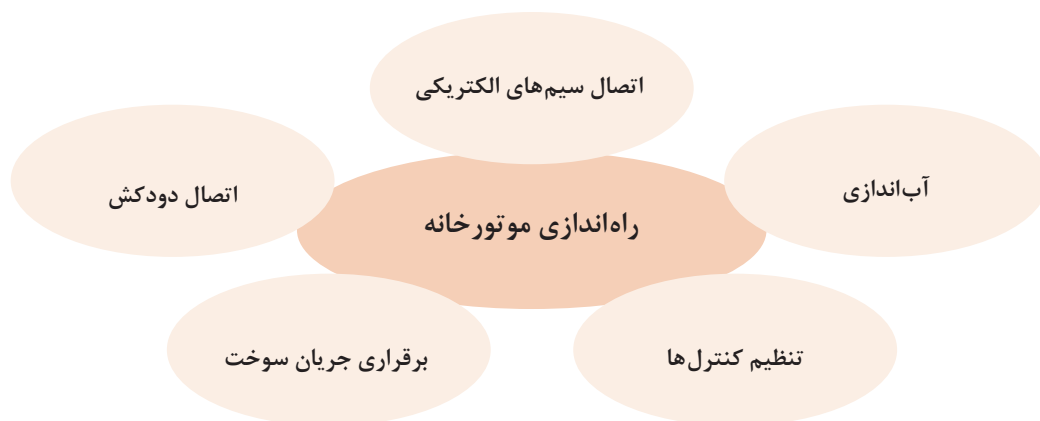 اتصال سیم‌های الکتریکی
آب‌اندازی
اتصال دودکش
راه‌اندازی موتورخانه
تنظیم کنترل‌ها
برقراری جریان سوخت